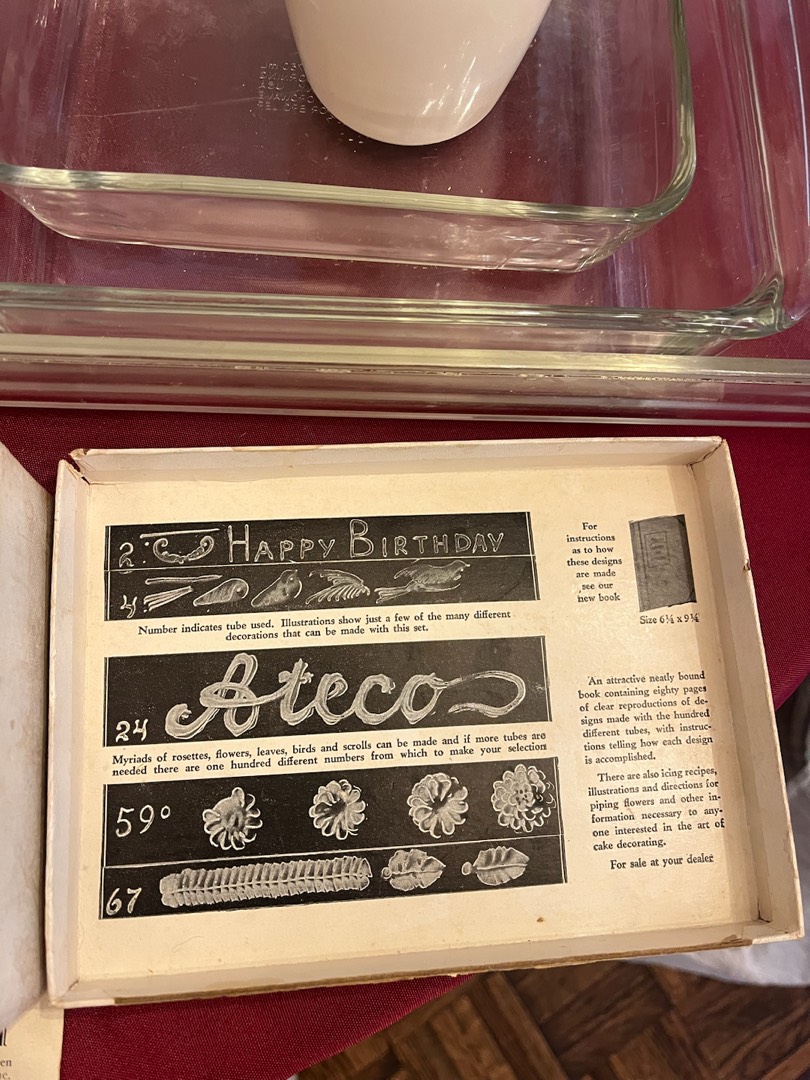 2.
HAPPY BIRTHDAY
4
Number indicates tube used. Illustrations show just a few of the many different
decorations that can be made with this set.
24
Ateco
Myriads of rosettes, flowers, leaves, birds and scrolls can be made and if more tubes are
needed there are one hundred different numbers from which to make your selection
59°
67
For
instructions
as to how
these designs
are made
see our
new book
Size 6¼ x 9¼
An attractive neatly bound
book containing eighty pages
of clear reproductions of de-
signs made with the hundred
different tubes, with instruc-
tions telling how each design
is accomplished.
There are also icing recipes,
illustrations and directions for
piping flowers and other in-
formation necessary to any-
one interested in the art of
cake decorating.
For sale at your dealer